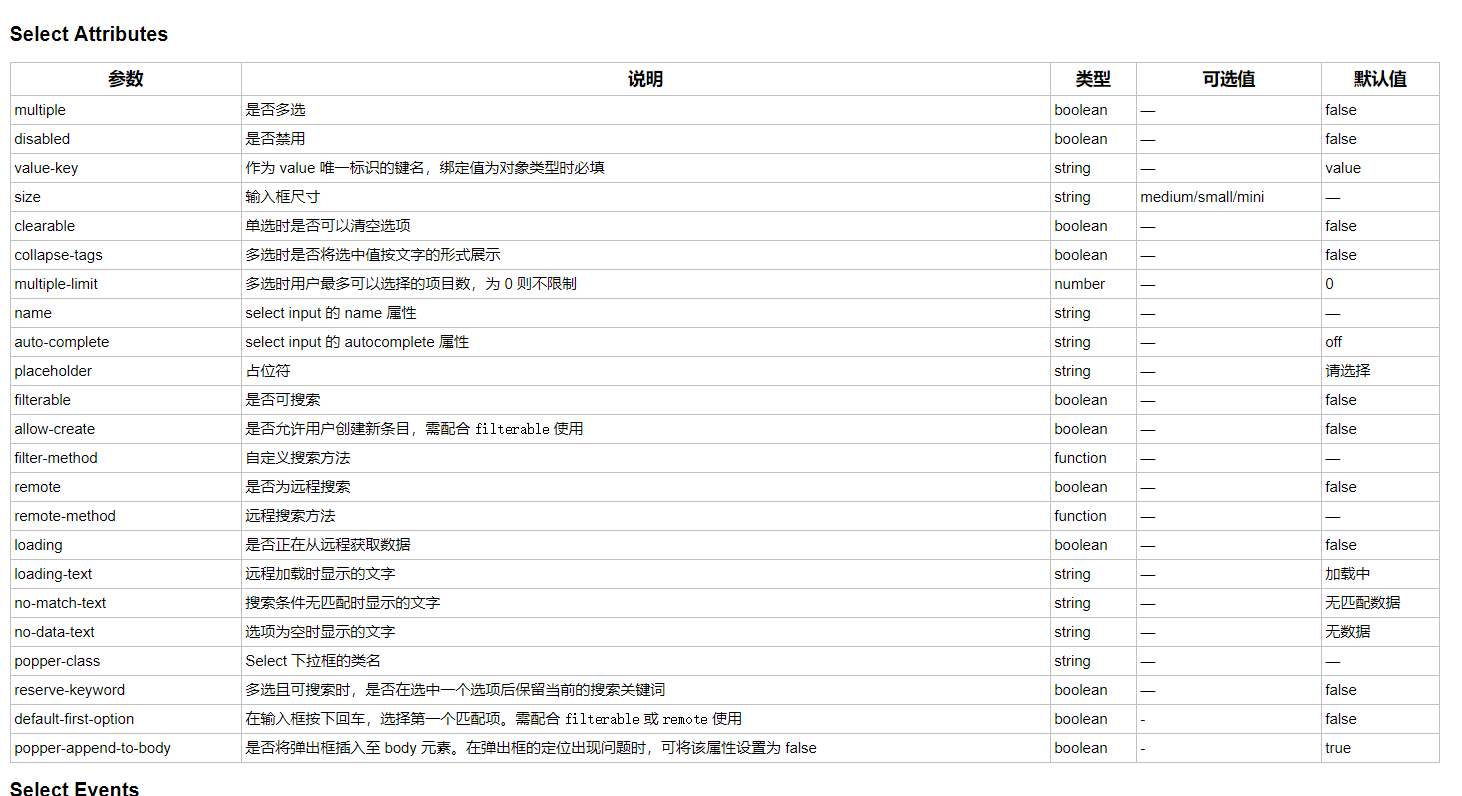 Select Attributes
参数 说明 类型 可选值 默认值
multiple 是否多选 boolean — false
disabled 是否禁用 boolean — false
value-key 作为 value 唯一标识的键名，绑定值为对象类型时必填 string — value
size 输入框尺寸 string medium/small/mini —
clearable 单选时是否可以清空选项 boolean — false
collapse-tags 多选时是否将选中值按文字的形式展示 boolean — false
multiple-limit 多选时用户最多可以选择的项目数，为 0 则不限制 number — 0
name select input 的 name 属性 string — —
auto-complete select input 的 autocomplete 属性 string — off
placeholder 占位符 string — 请选择
filterable 是否可搜索 boolean — false
allow-create 是否允许用户创建新条目，需配合 filterable 使用 boolean — false
filter-method 自定义搜索方法 function — —
remote 是否为远程搜索 boolean — false
remote-method 远程搜索方法 function — —
loading 是否正在从远程获取数据 boolean — false
loading-text 远程加载时显示的文字 string — 加载中
no-match-text 搜索条件无匹配时显示的文字 string — 无匹配数据
no-data-text 选项为空时显示的文字 string — 无数据
popper-class Select 下拉框的类名 string — —
reserve-keyword 多选且可搜索时，是否在选中一个选项后保留当前的搜索关键词 boolean — false
default-first-option 在输入框按下回车，选择第一个匹配项。需配合 filterable 或 remote 使用 boolean - false
popper-append-to-body 是否将弹出框插入至 body 元素。在弹出框的定位出现问题时，可将该属性设置为 false boolean - true
Select Events